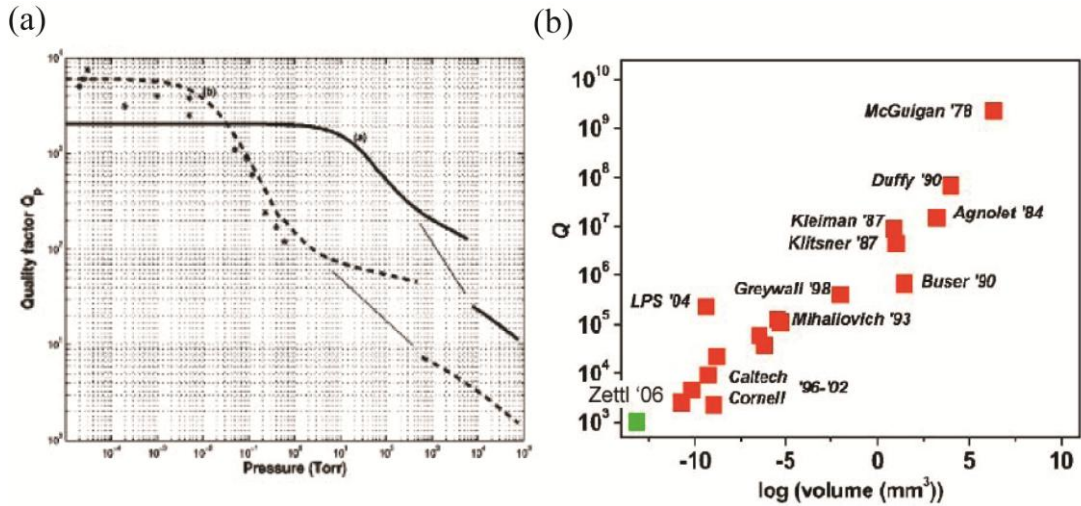 (a)
Quality factor Qp
(b)
(a)
Pressure (Torr)
(b)
Q
10¹⁰
10⁹
10⁸
10⁷
10⁶
10⁵
10⁴
10³
McGuigan '78
Duffy '90
Agnolet '84
Kleiman '87
Klitsner '87
Buser '90
Greywall '98
LPS '04
Mihailovich '93
Caltech '96-'02
Cornell
Zettl '06
-10 -5 0 5 10
log (volume (mm³))